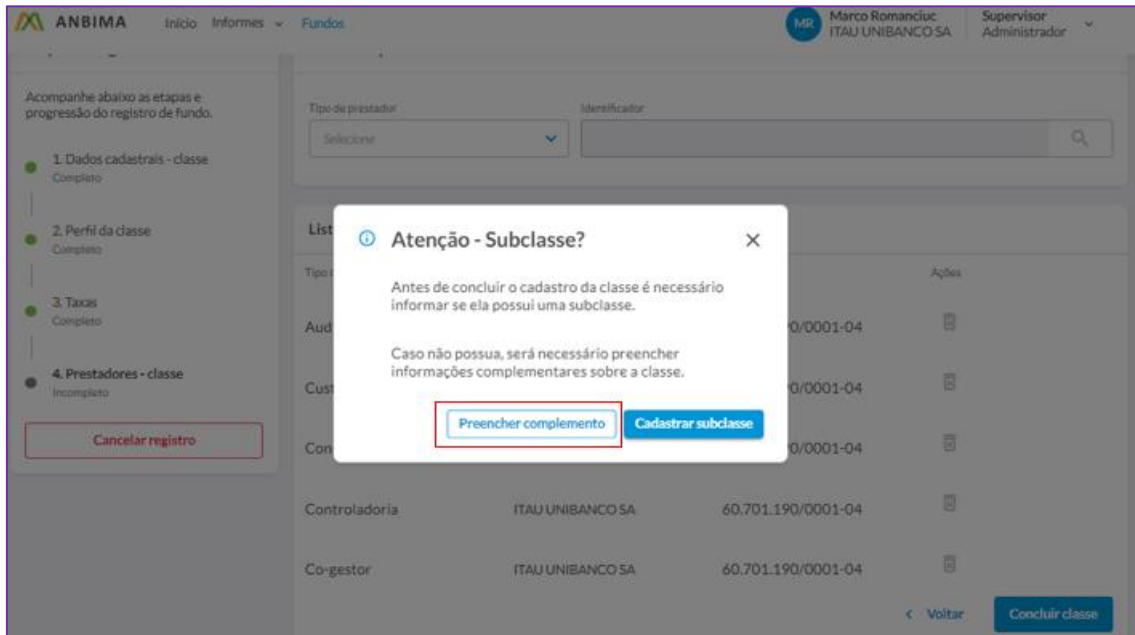 ANBIMA Início Informes Fundos MR Marco Romanciuc Supervisor
ITAU UNIBANCO SA Administrador
Acompanhe abaixo as etapas e
progressão do registro de fundo.
1. Dados cadastrais - classe
Completo
2. Perfil da classe
Completo
3. Taxas
Completo
4. Prestadores - classe
Incompleto
Cancelar registro
Tipo de prestador Identificador
Selecione
List
Tipo Ações
Atenção - Subclasse?
Antes de concluir o cadastro da classe é necessário
informar se ela possui uma subclasse.
Caso não possua, será necessário preencher
informações complementares sobre a classe.
Preencher complemento Cadastrar subclasse
Aud 0/0001-04
Cust 0/0001-04
Con 0/0001-04
Controladoria ITAU UNIBANCO SA 60.701.190/0001-04
Co-gestor ITAU UNIBANCO SA 60.701.190/0001-04
Voltar Concluir classe